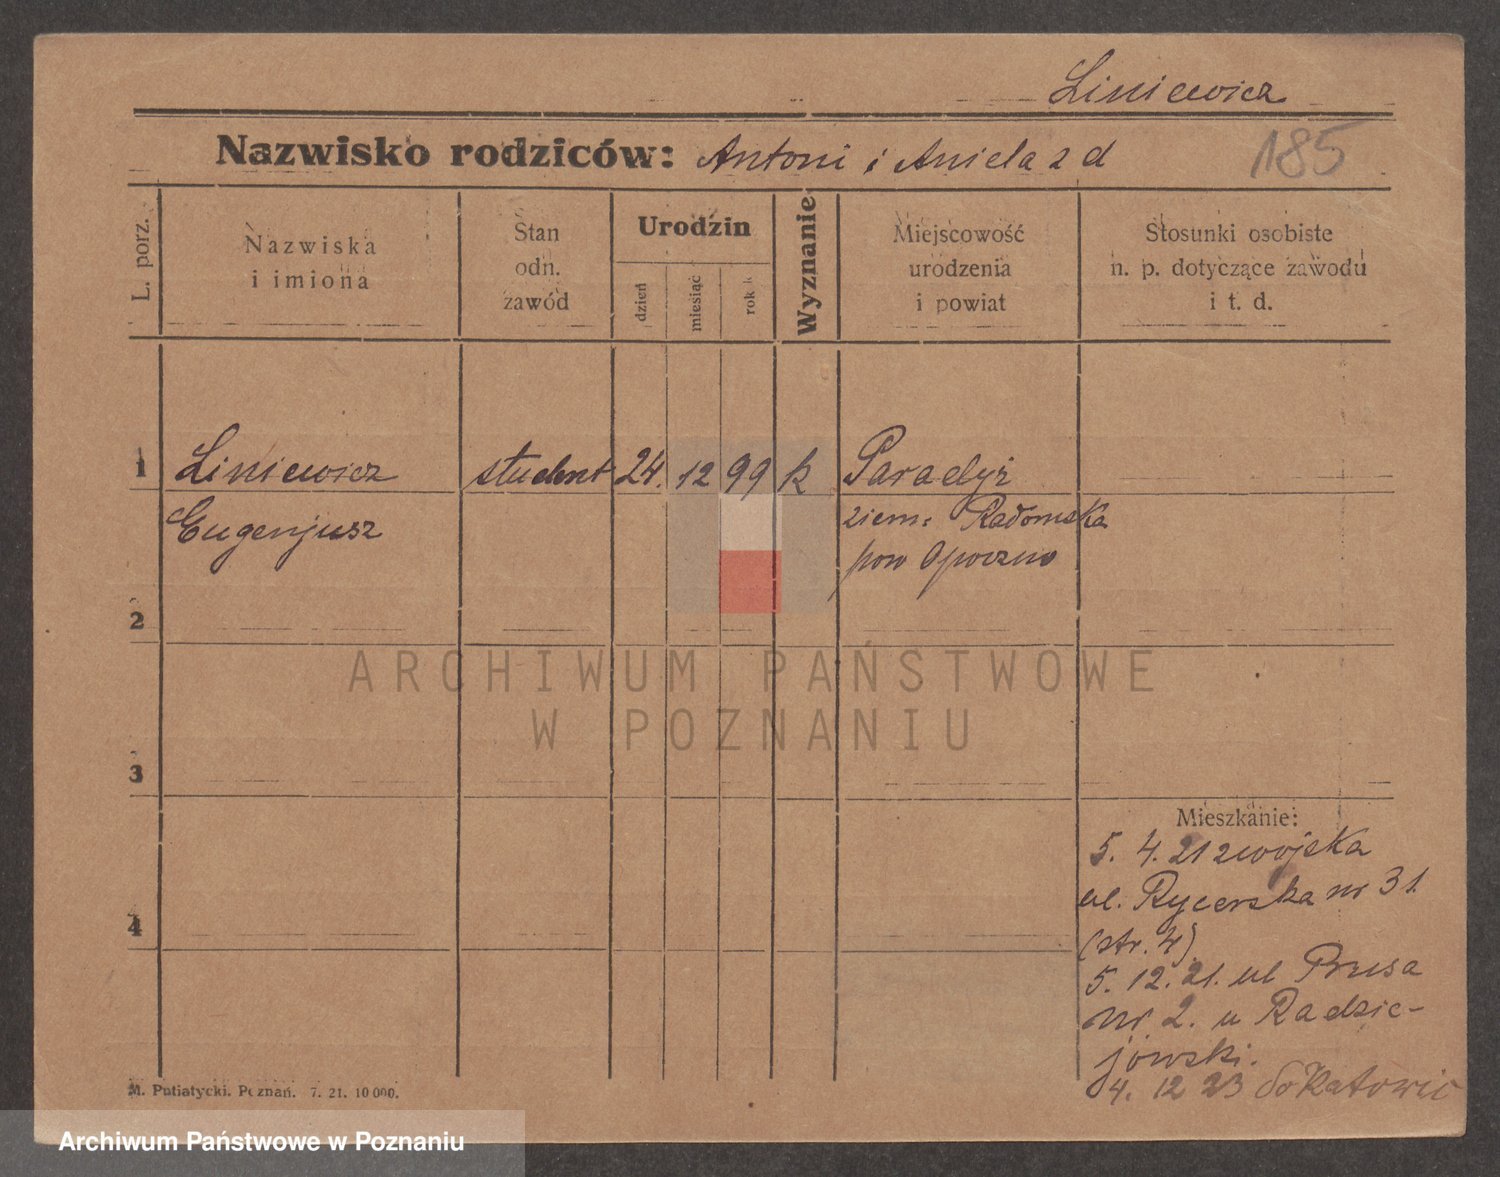 Liniewicz
Nazwisko rodziców: Antoni i Aniela z d
185
L. porz.
Nazwiska
i imiona
Stan
odn.
zawód
Urodzin
dzień
miesiąc
rok
Wyznanie
Miejscowość
urodzenia
i powiat
Stosunki osobiste
n. p. dotyczące zawodu
i t. d.
1 Liniewicz student 24. 12 99 k Paradyż
Eugenjusz ziem: Radomska
pow Opoczno
2
ARCHIWUM PAŃSTWOWE
W POZNANIU
3
Mieszkanie:
5. 4. 21 z wojska
ul. Rycerska nr 31.
4
(str. 4)
5. 12. 21. ul Prusa
nr 2. u Radzie-
jowski.
4. 12 23 do Katowic
M. Putiatycki. Poznań. 7. 21. 10 000.
Archiwum Państwowe w Poznaniu